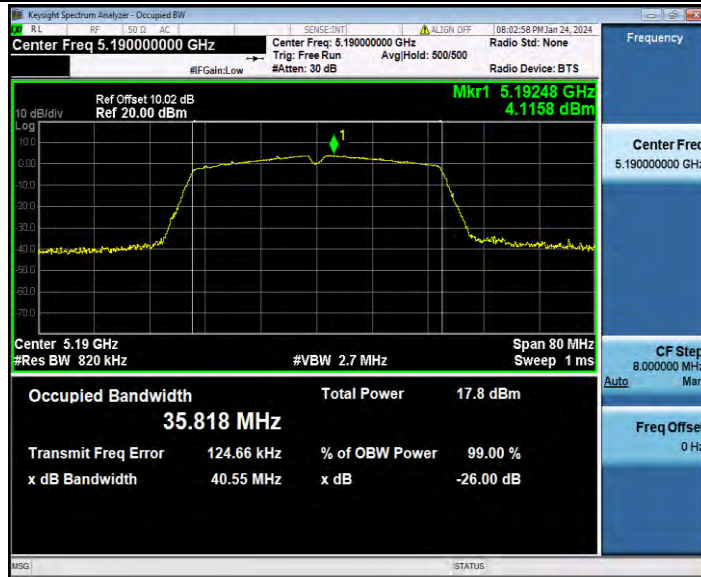 Keysight Spectrum Analyzer - Occupied BW
RL RF 50 Ω AC SENSE:INT ALIGN OFF 08:02:58 PM Jan 24, 2024
Center Freq 5.190000000 GHz
Center Freq: 5.190000000 GHz
Radio Std: None
Trig: Free Run Avg|Hold: 500/500
#IFGain:Low
#Atten: 30 dB
Radio Device: BTS
Ref Offset 10.02 dB
10 dB/div Ref 20.00 dBm
Mkr1 5.19248 GHz
4.1158 dBm
Log
10.0
0.00
-10.0
-20.0
-30.0
-40.0
-50.0
-60.0
-70.0
1
Center 5.19 GHz
Span 80 MHz
#Res BW 820 kHz
#VBW 2.7 MHz
Sweep 1 ms
Occupied Bandwidth
Total Power 17.8 dBm
35.818 MHz
Transmit Freq Error 124.66 kHz
% of OBW Power 99.00 %
x dB Bandwidth 40.55 MHz
x dB -26.00 dB
MSG
STATUS
Frequency
Center Freq
5.190000000 GHz
CF Step
8.000000 MHz
Auto Man
Freq Offset
0 Hz